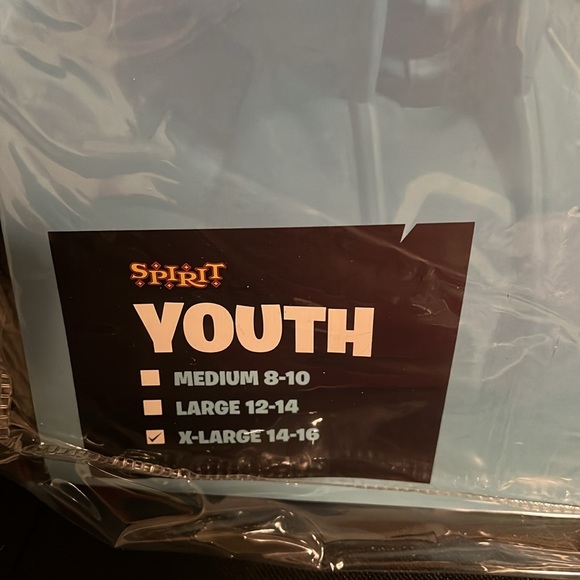 SPIRIT
YOUTH
MEDIUM 8-10
LARGE 12-14
X-LARGE 14-16